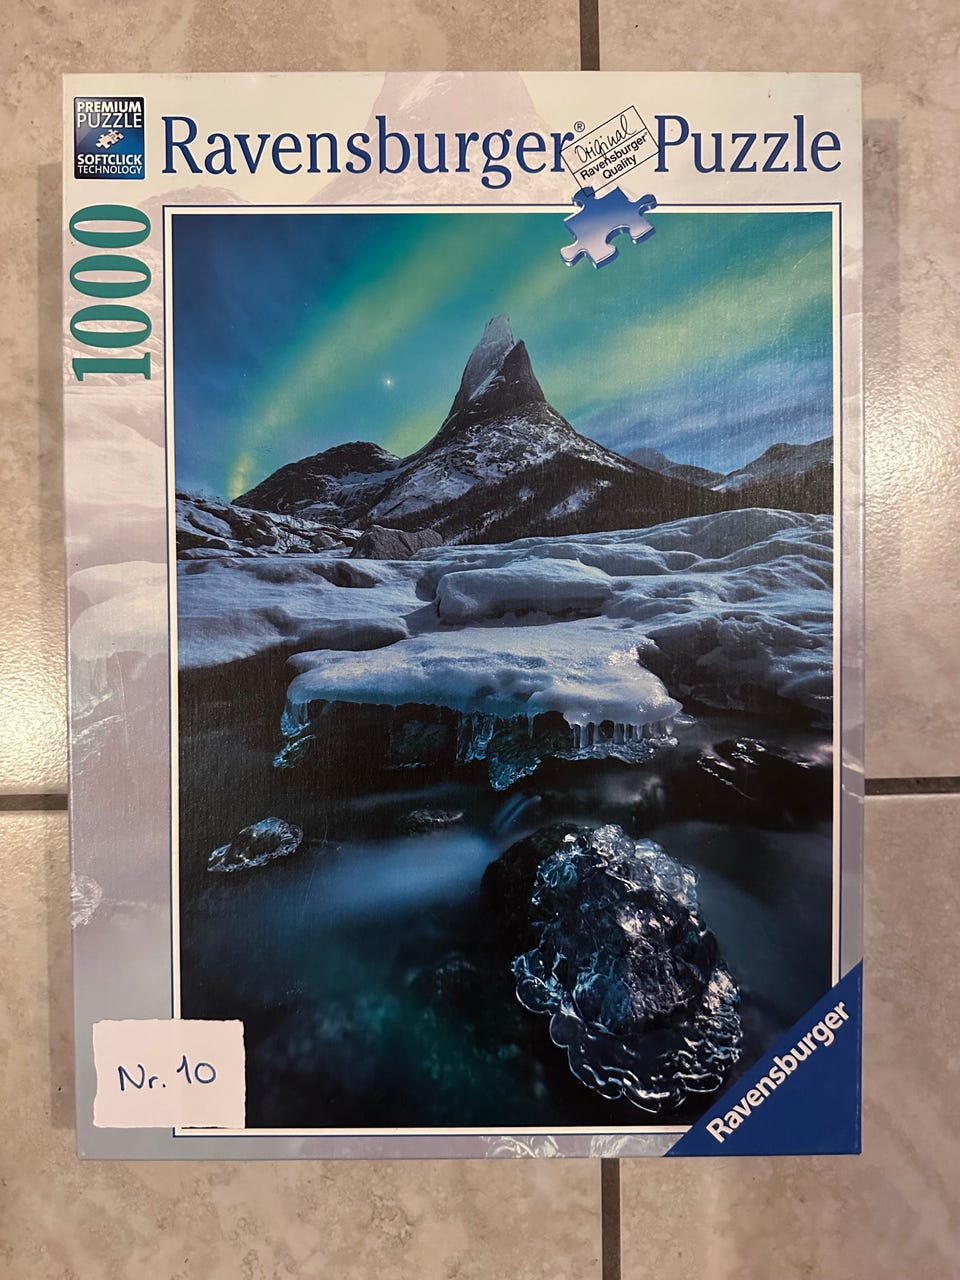 PREMIUM
PUZZLE
SOFTCLICK
TECHNOLOGY
Ravensburger® Puzzle
Original
Ravensburger®
Quality
1000
Nr. 10
Ravensburger